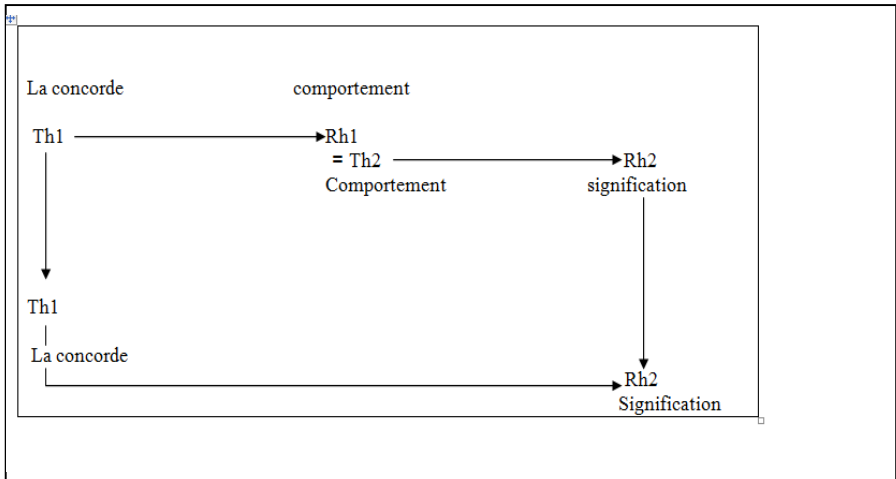 La concorde comportement
Th1 Rh1
= Th2 Rh2
Comportement signification
Th1
La concorde
Rh2
Signification